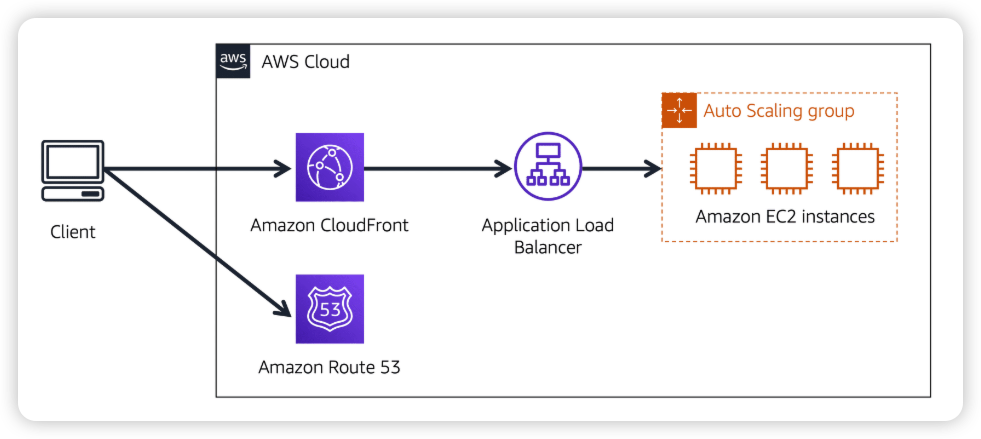 aws
AWS Cloud
Auto Scaling group
Amazon EC2 instances
Client
Amazon CloudFront
Application Load
Balancer
53
Amazon Route 53